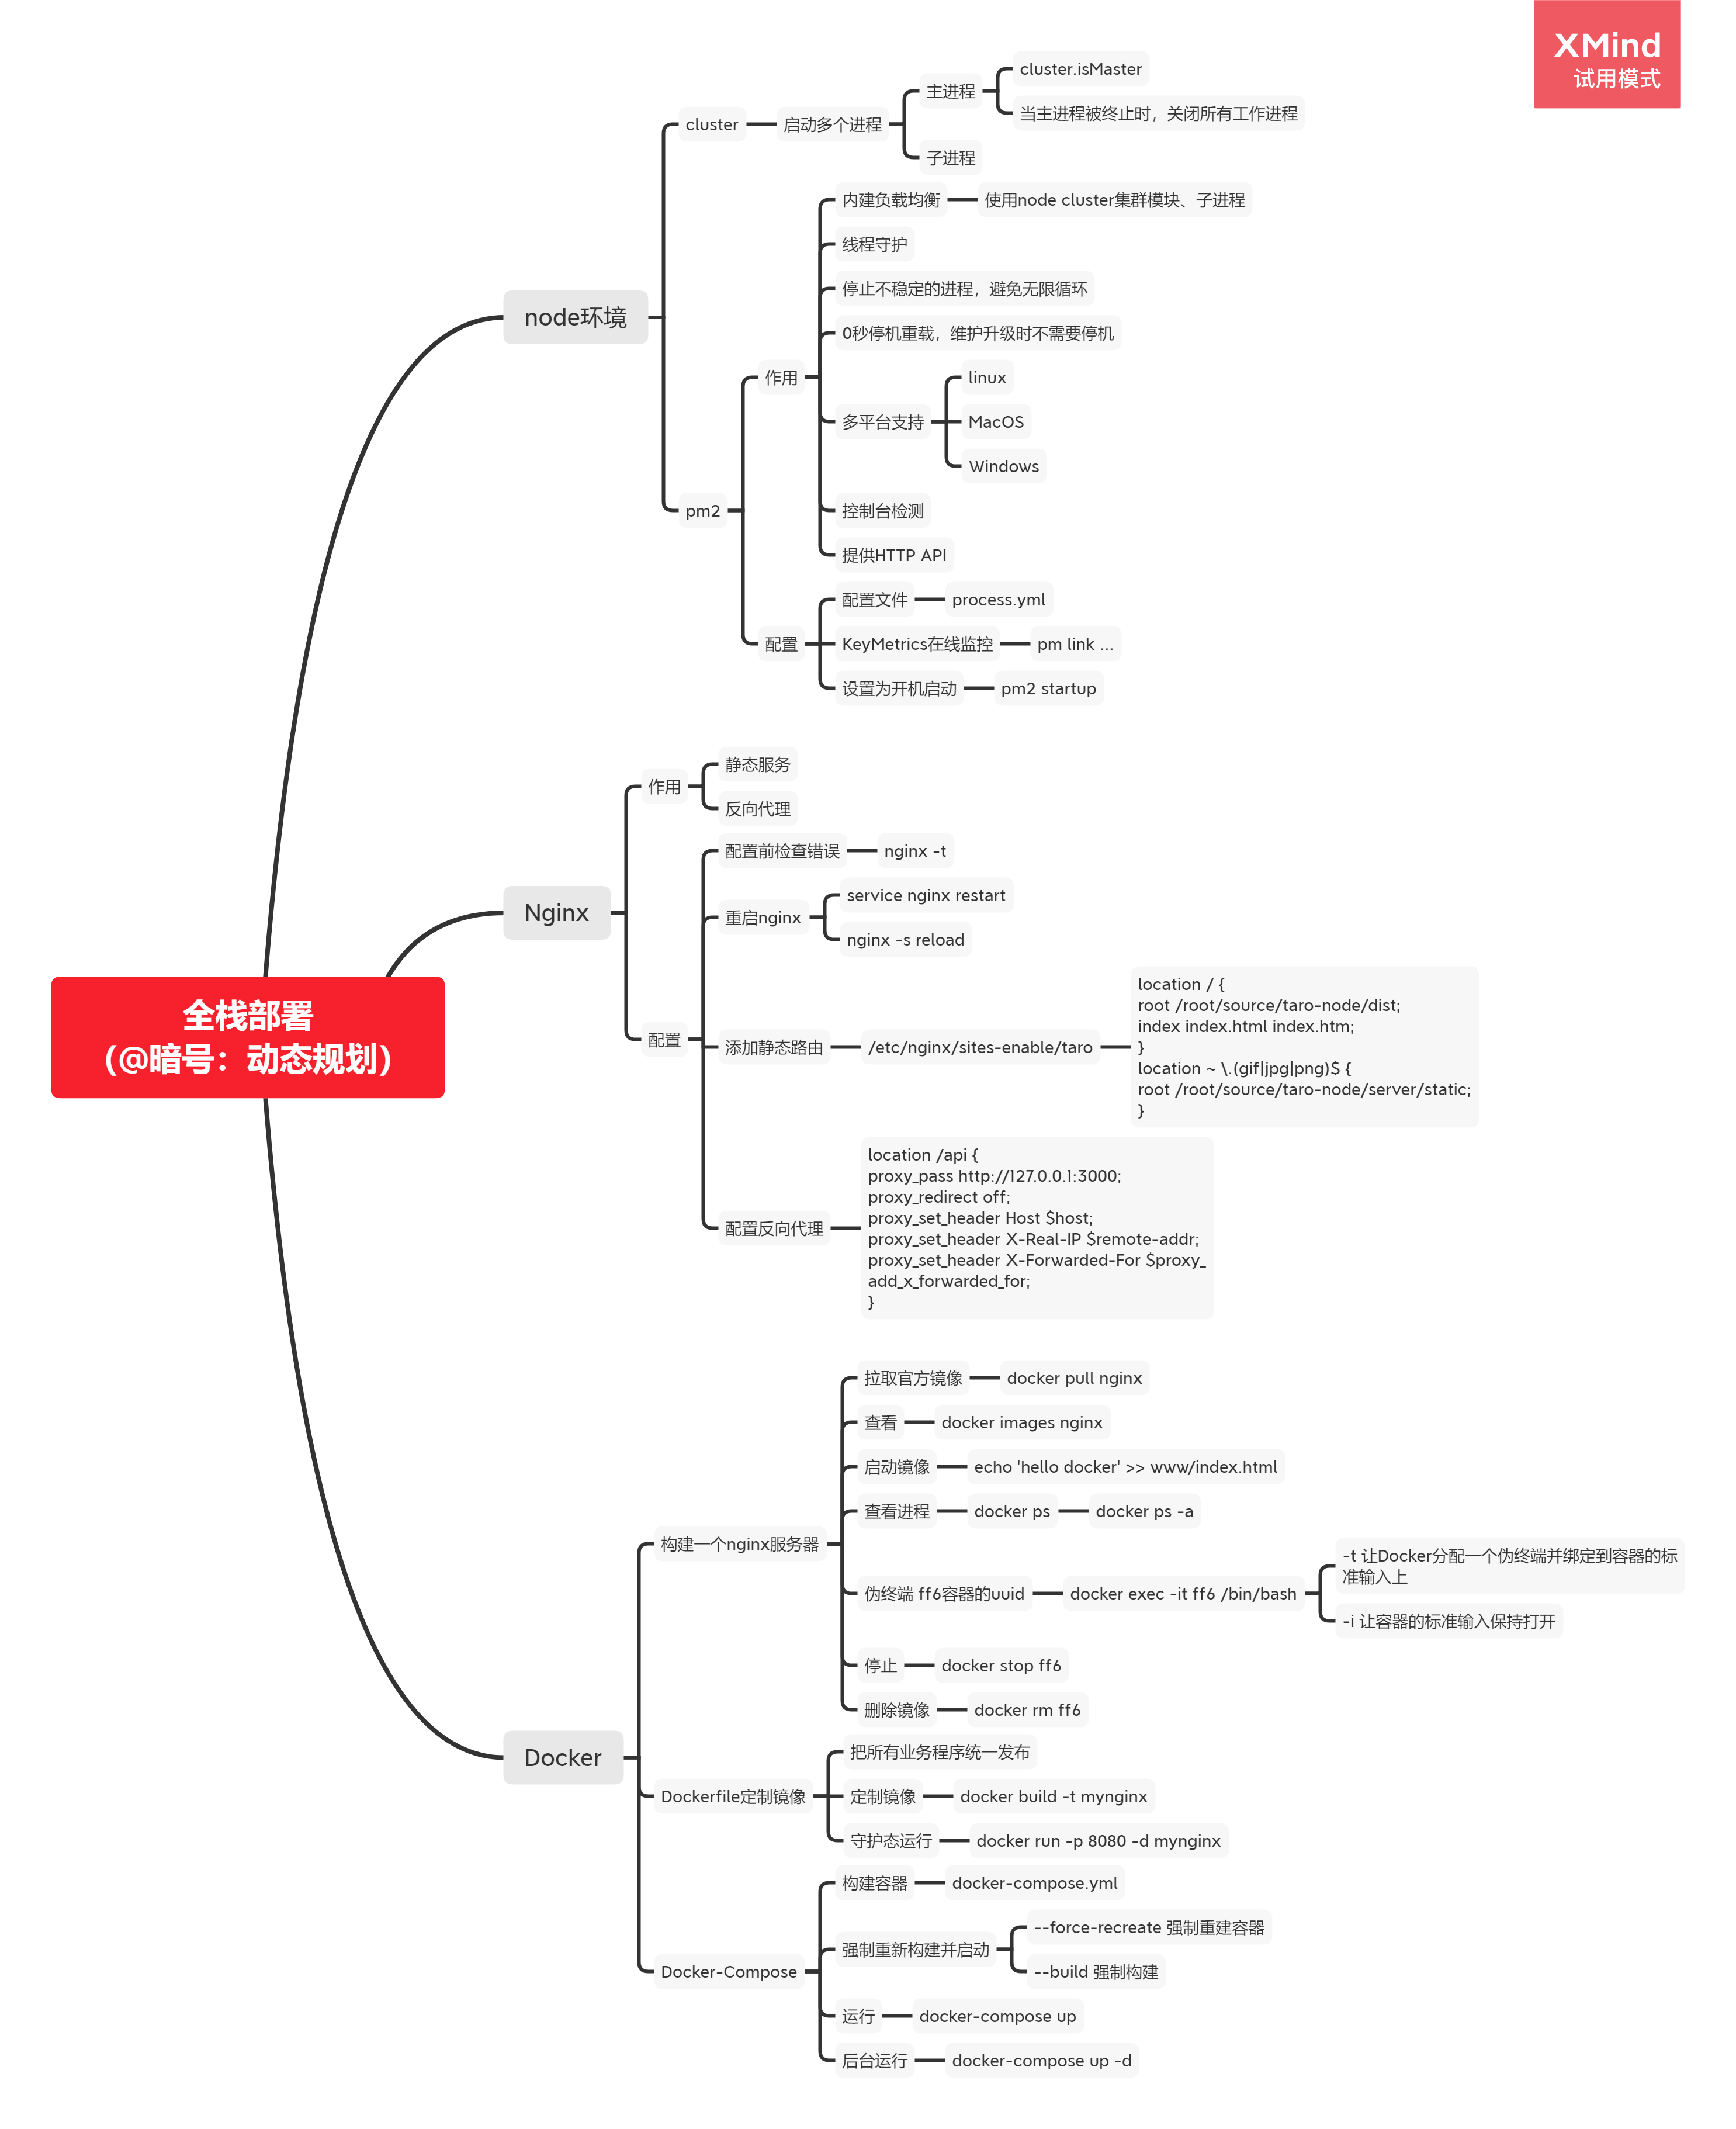 XMind
试用模式
全栈部署
(@暗号：动态规划)
node环境
cluster
启动多个进程
主进程
cluster.isMaster
当主进程被终止时，关闭所有工作进程
子进程
pm2
作用
内建负载均衡
使用node cluster集群模块、子进程
线程守护
停止不稳定的进程，避免无限循环
0秒停机重载，维护升级时不需要停机
多平台支持
linux
MacOS
Windows
控制台检测
提供HTTP API
配置
配置文件
process.yml
KeyMetrics在线监控
pm link ...
设置为开机启动
pm2 startup
Nginx
作用
静态服务
反向代理
配置
配置前检查错误
nginx -t
重启nginx
service nginx restart
nginx -s reload
添加静态路由
/etc/nginx/sites-enable/taro
location / {
root /root/source/taro-node/dist;
index index.html index.htm;
}
location ~ \.(gif|jpg|png)$ {
root /root/source/taro-node/server/static;
}
配置反向代理
location /api {
proxy_pass http://127.0.0.1:3000;
proxy_redirect off;
proxy_set_header Host $host;
proxy_set_header X-Real-IP $remote-addr;
proxy_set_header X-Forwarded-For $proxy_
add_x_forwarded_for;
}
Docker
构建一个nginx服务器
拉取官方镜像
docker pull nginx
查看
docker images nginx
启动镜像
echo 'hello docker' >> www/index.html
查看进程
docker ps
docker ps -a
伪终端 ff6容器的uuid
docker exec -it ff6 /bin/bash
-t 让Docker分配一个伪终端并绑定到容器的标
准输入上
-i 让容器的标准输入保持打开
停止
docker stop ff6
删除镜像
docker rm ff6
Dockerfile定制镜像
把所有业务程序统一发布
定制镜像
docker build -t mynginx
守护态运行
docker run -p 8080 -d mynginx
Docker-Compose
构建容器
docker-compose.yml
强制重新构建并启动
--force-recreate 强制重建容器
--build 强制构建
运行
docker-compose up
后台运行
docker-compose up -d